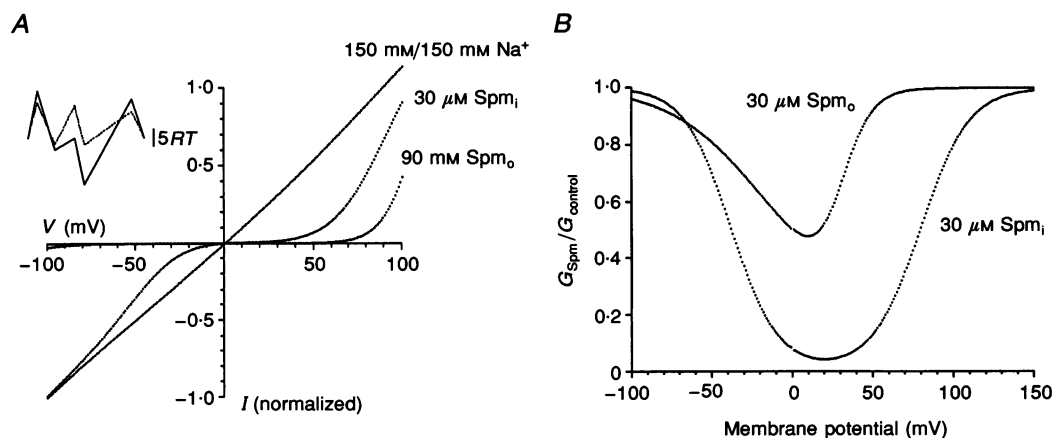 A
150 mM/150 mM Na⁺
30 μM Spmᵢ
90 mM Spmₒ
5RT
V (mV)
1·0
0·5
−0·5
−1·0
−100 −50 50 100
I (normalized)
B
G_Spm/G_control
1·0
0·8
0·6
0·4
0·2
0
30 μM Spmₒ
30 μM Spmᵢ
−100 −50 0 50 100 150
Membrane potential (mV)